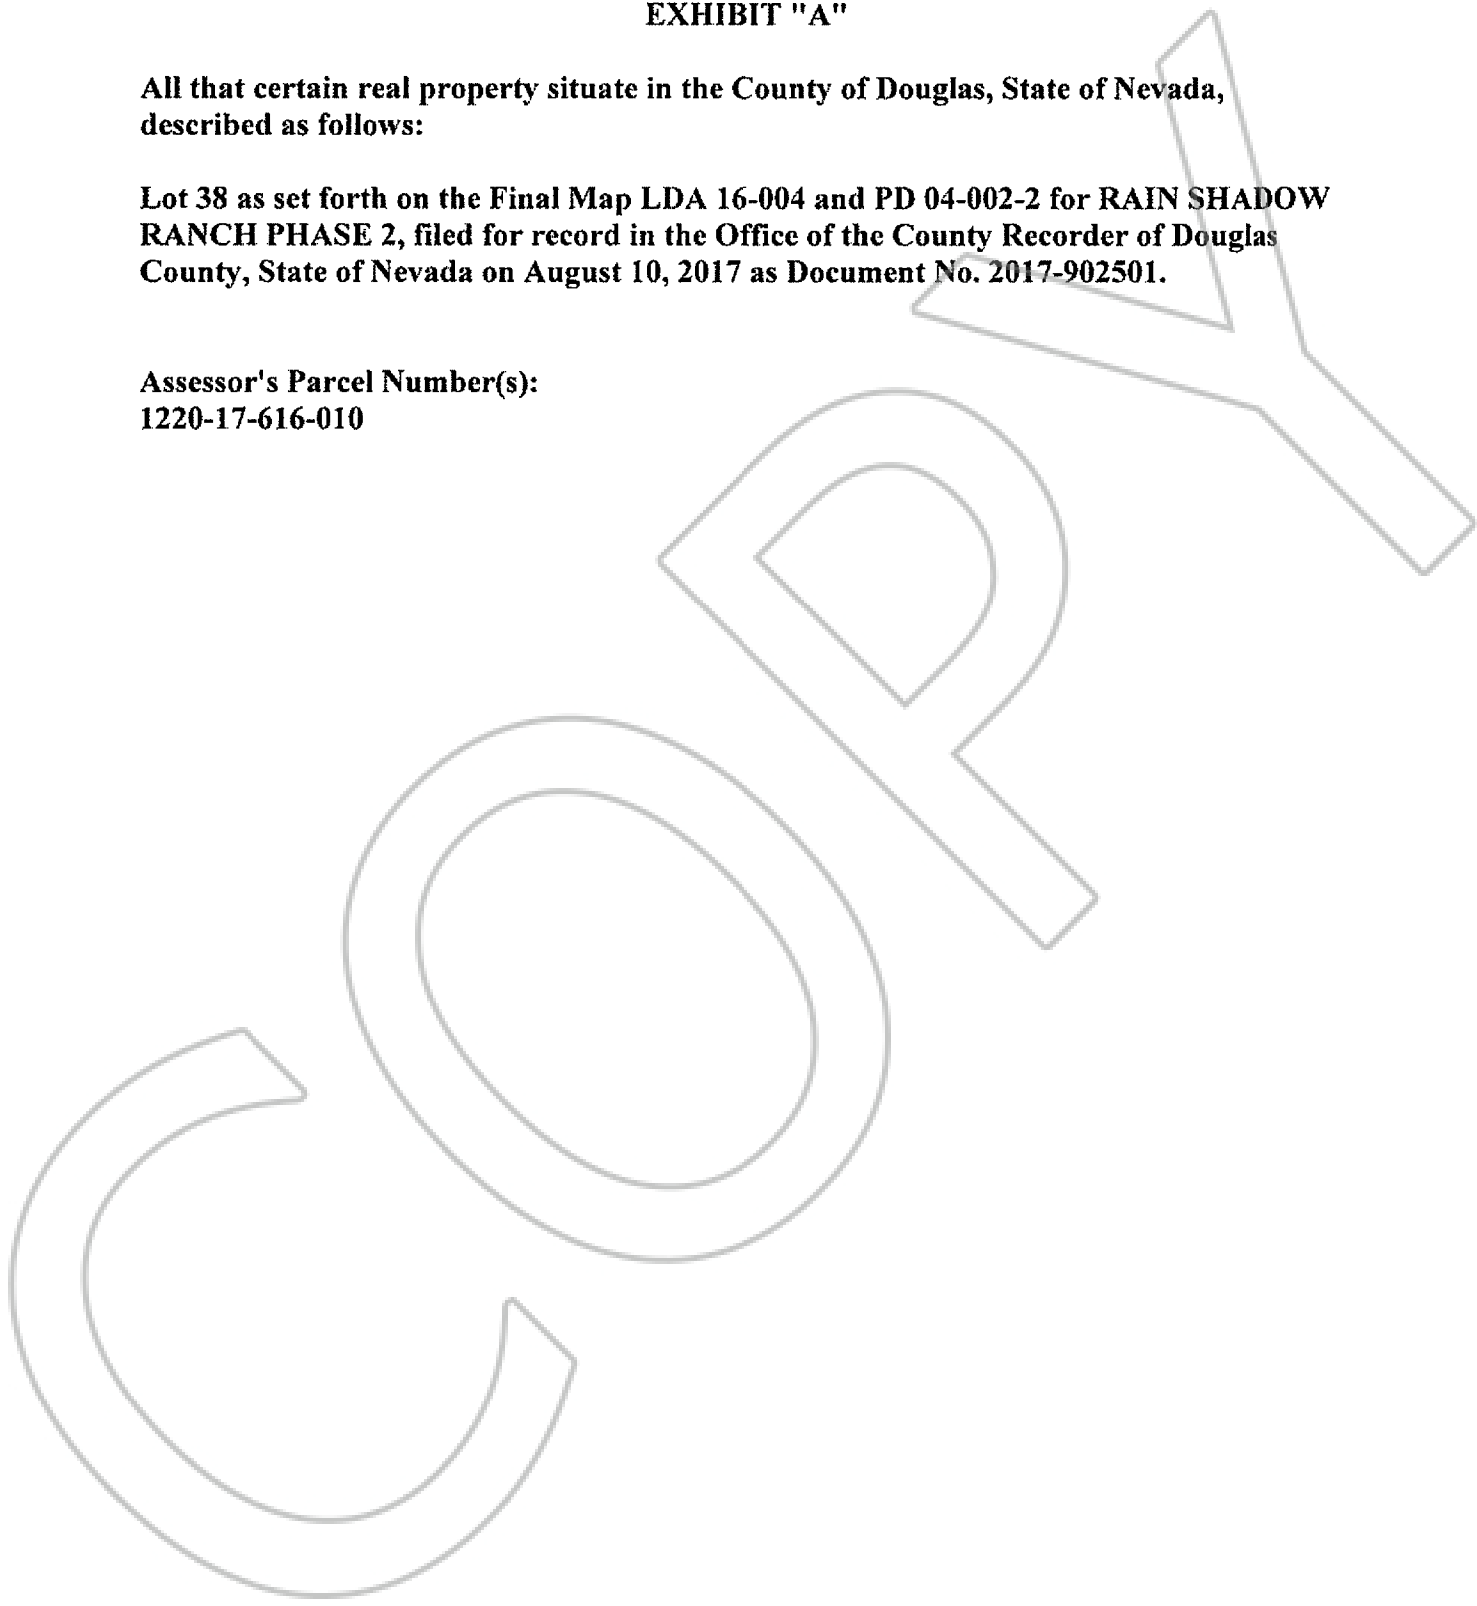 EXHIBIT "A"
All that certain real property situate in the County of Douglas, State of Nevada,
described as follows:
Lot 38 as set forth on the Final Map LDA 16-004 and PD 04-002-2 for RAIN SHADOW
RANCH PHASE 2, filed for record in the Office of the County Recorder of Douglas
County, State of Nevada on August 10, 2017 as Document No. 2017-902501.
Assessor's Parcel Number(s):
1220-17-616-010
COPY